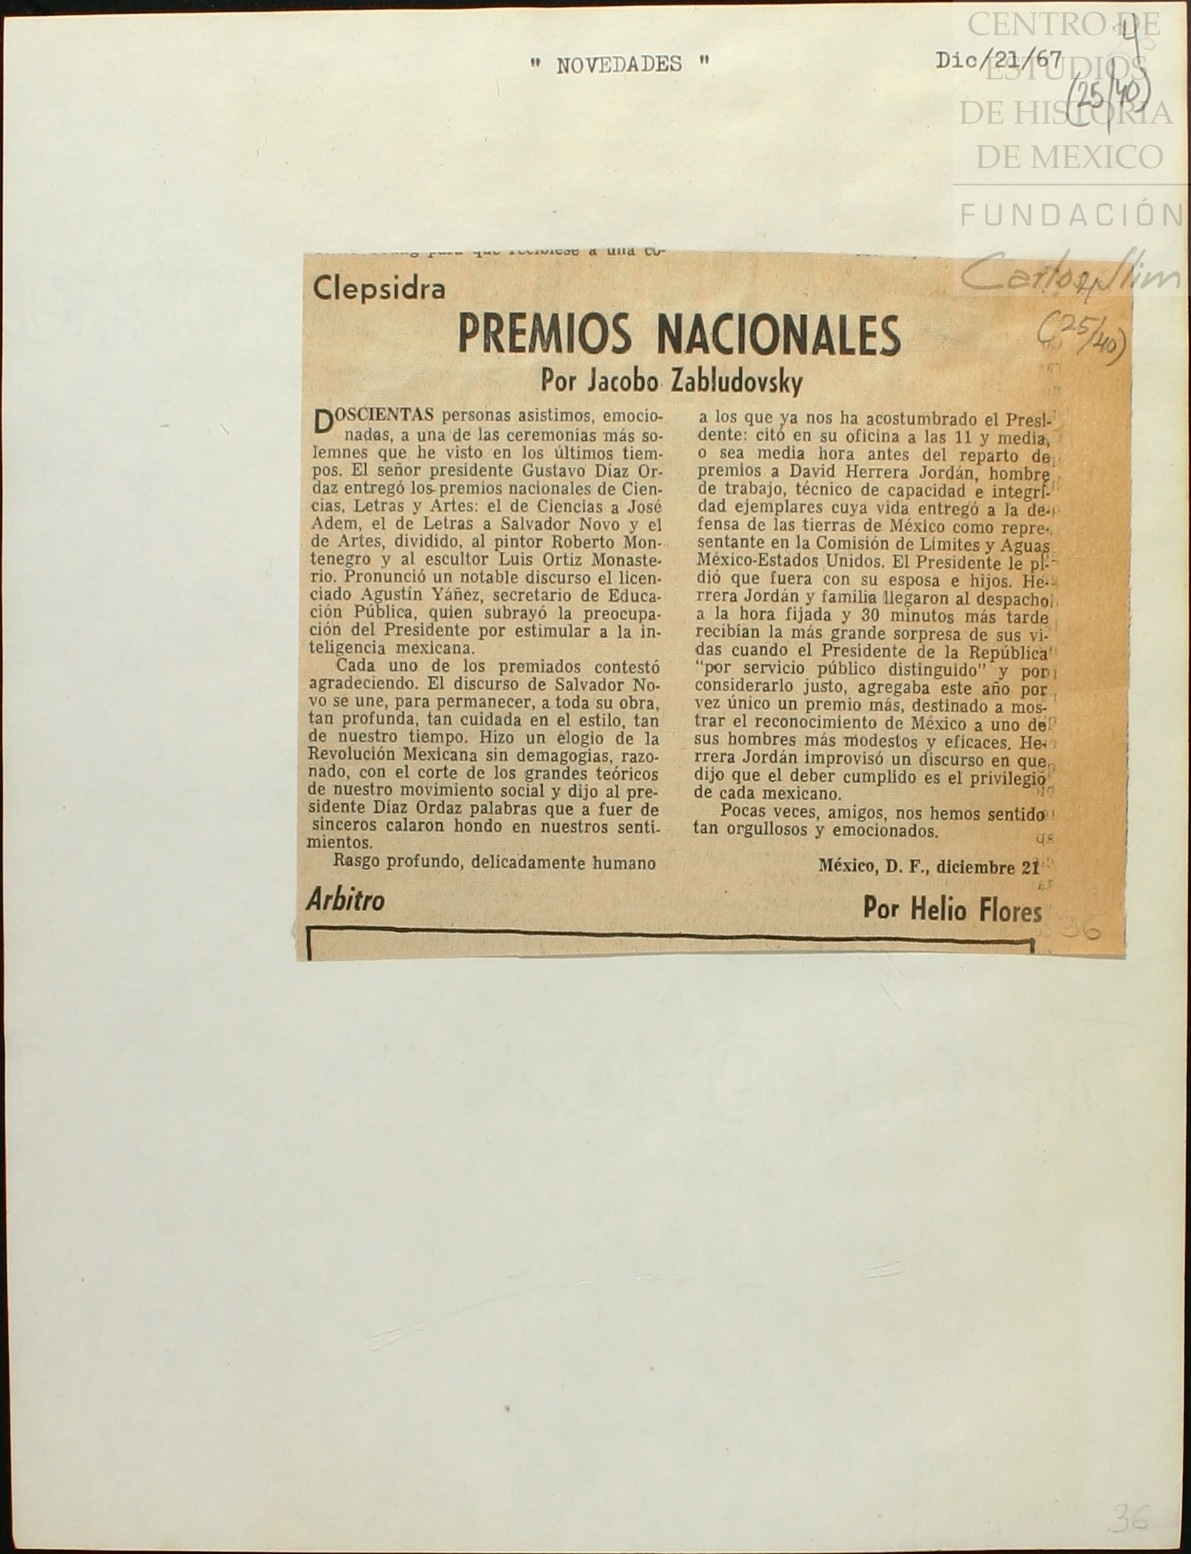 CENTRO DE
ESTUDIOS
DE HISTORIA
DE MEXICO
FUNDACIÓN
Carlos Slim
" NOVEDADES "
Dic/21/67
4
(25/40)
para que recibiese a una co-
Clepsidra
4
(25/40)
PREMIOS NACIONALES
Por Jacobo Zabludovsky
DOSCIENTAS personas asistimos, emocio-
nadas, a una de las ceremonias más so-
lemnes que he visto en los últimos tiem-
pos. El señor presidente Gustavo Díaz Or-
daz entregó los premios nacionales de Cien-
cias, Letras y Artes: el de Ciencias a José
Adem, el de Letras a Salvador Novo y el
de Artes, dividido, al pintor Roberto Mon-
tenegro y al escultor Luis Ortiz Monaste-
rio. Pronunció un notable discurso el licen-
ciado Agustín Yáñez, secretario de Educa-
ción Pública, quien subrayó la preocupa-
ción del Presidente por estimular a la in-
teligencia mexicana.
Cada uno de los premiados contestó
agradeciendo. El discurso de Salvador No-
vo se une, para permanecer, a toda su obra,
tan profunda, tan cuidada en el estilo, tan
de nuestro tiempo. Hizo un elogio de la
Revolución Mexicana sin demagogias, razo-
nado, con el corte de los grandes teóricos
de nuestro movimiento social y dijo al pre-
sidente Díaz Ordaz palabras que a fuer de
sinceros calaron hondo en nuestros senti-
mientos.
Rasgo profundo, delicadamente humano
a los que ya nos ha acostumbrado el Presi-
dente: citó en su oficina a las 11 y media,
o sea media hora antes del reparto de
premios a David Herrera Jordán, hombre
de trabajo, técnico de capacidad e integri-
dad ejemplares cuya vida entregó a la de-
fensa de las tierras de México como repre-
sentante en la Comisión de Límites y Aguas
México-Estados Unidos. El Presidente le pi-
dió que fuera con su esposa e hijos. He-
rrera Jordán y familia llegaron al despacho
a la hora fijada y 30 minutos más tarde
recibían la más grande sorpresa de sus vi-
das cuando el Presidente de la República
"por servicio público distinguido" y por
considerarlo justo, agregaba este año por
vez único un premio más, destinado a mos-
trar el reconocimiento de México a uno de
sus hombres más modestos y eficaces. He-
rrera Jordán improvisó un discurso en que
dijo que el deber cumplido es el privilegio
de cada mexicano.
Pocas veces, amigos, nos hemos sentido
tan orgullosos y emocionados.
México, D. F., diciembre 21
Arbitro
Por Helio Flores
36
36